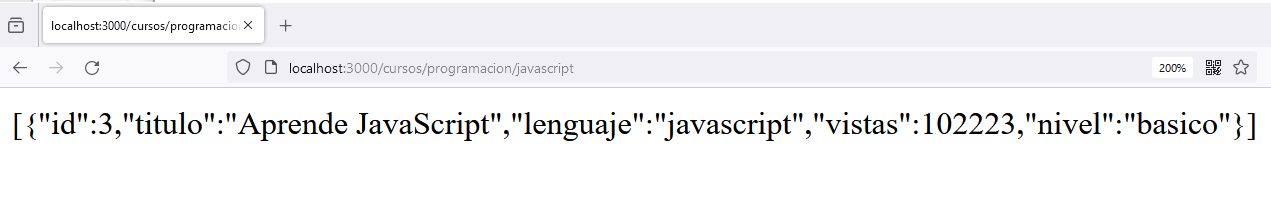 localhost:3000/cursos/programacio
localhost:3000/cursos/programacion/javascript
200%
[{"id":3,"titulo":"Aprende JavaScript","lenguaje":"javascript","vistas":102223,"nivel":"basico"}]